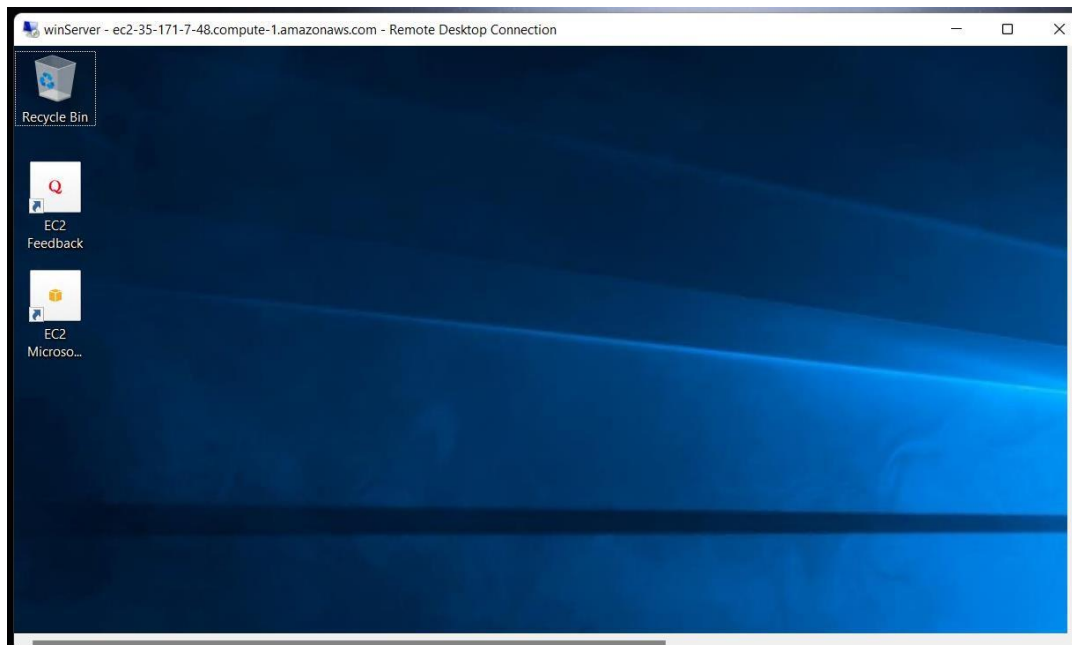 winServer - ec2-35-171-7-48.compute-1.amazonaws.com - Remote Desktop Connection
Recycle Bin
Q
EC2
Feedback
EC2
Microso...